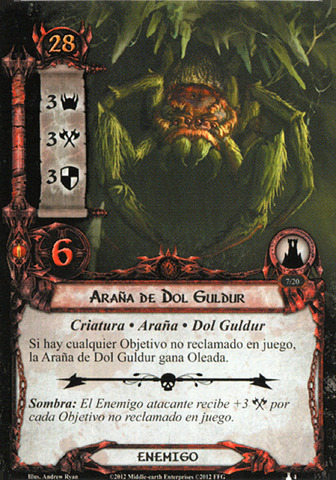 28
3
3
3
6
7/20
Araña de Dol Guldur
Criatura • Araña • Dol Guldur
Si hay cualquier Objetivo no reclamado en juego,
la Araña de Dol Guldur gana Oleada.
Sombra: El Enemigo atacante recibe +3 por
cada Objetivo no reclamado en juego.
ENEMIGO
Illus. Andrew Ryan
©2012 Middle-earth Enterprises ©2012 FFG
4